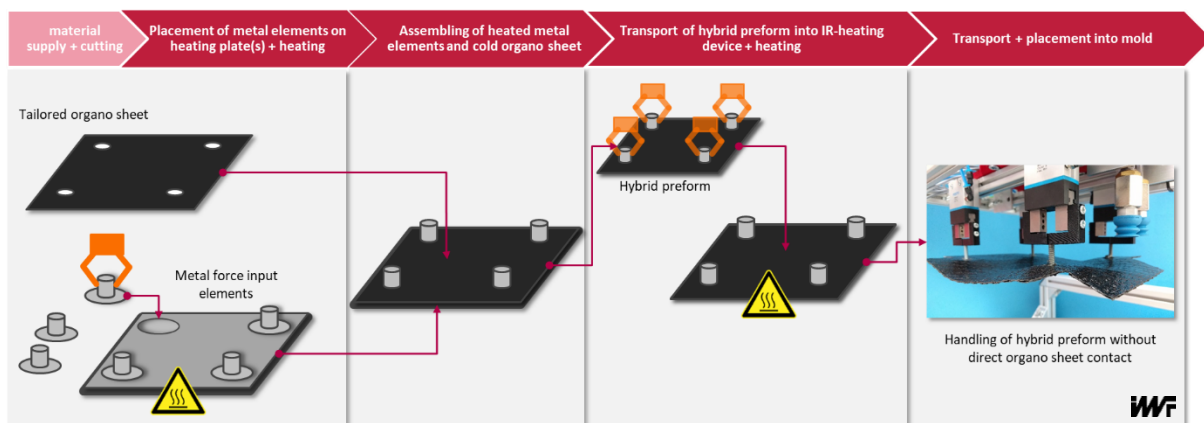 material
supply + cutting
Placement of metal elements on
heating plate(s) + heating
Assembling of heated metal
elements and cold organo sheet
Transport of hybrid preform into IR-heating
device + heating
Transport + placement into mold
Tailored organo sheet
Metal force input
elements
Hybrid preform
Handling of hybrid preform without
direct organo sheet contact
IWF